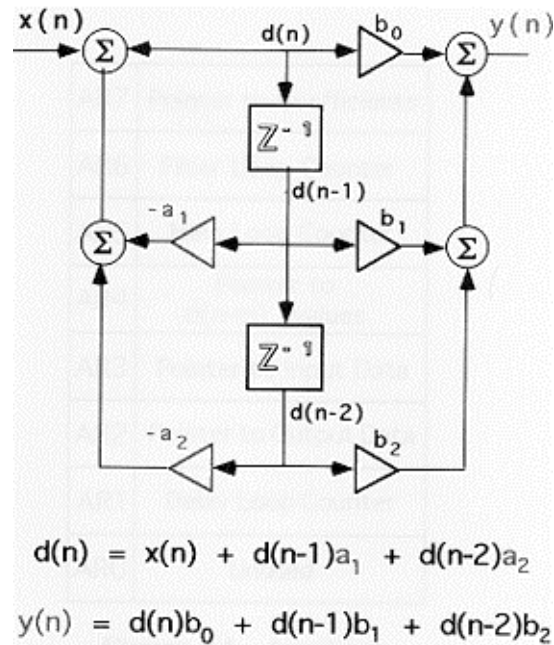 x(n) d(n) b₀ y(n)
Σ Σ
Z⁻¹
d(n-1)
-a₁ b₁
Σ Σ
Z⁻¹
d(n-2)
-a₂ b₂
d(n) = x(n) + d(n-1)a₁ + d(n-2)a₂
y(n) = d(n)b₀ + d(n-1)b₁ + d(n-2)b₂